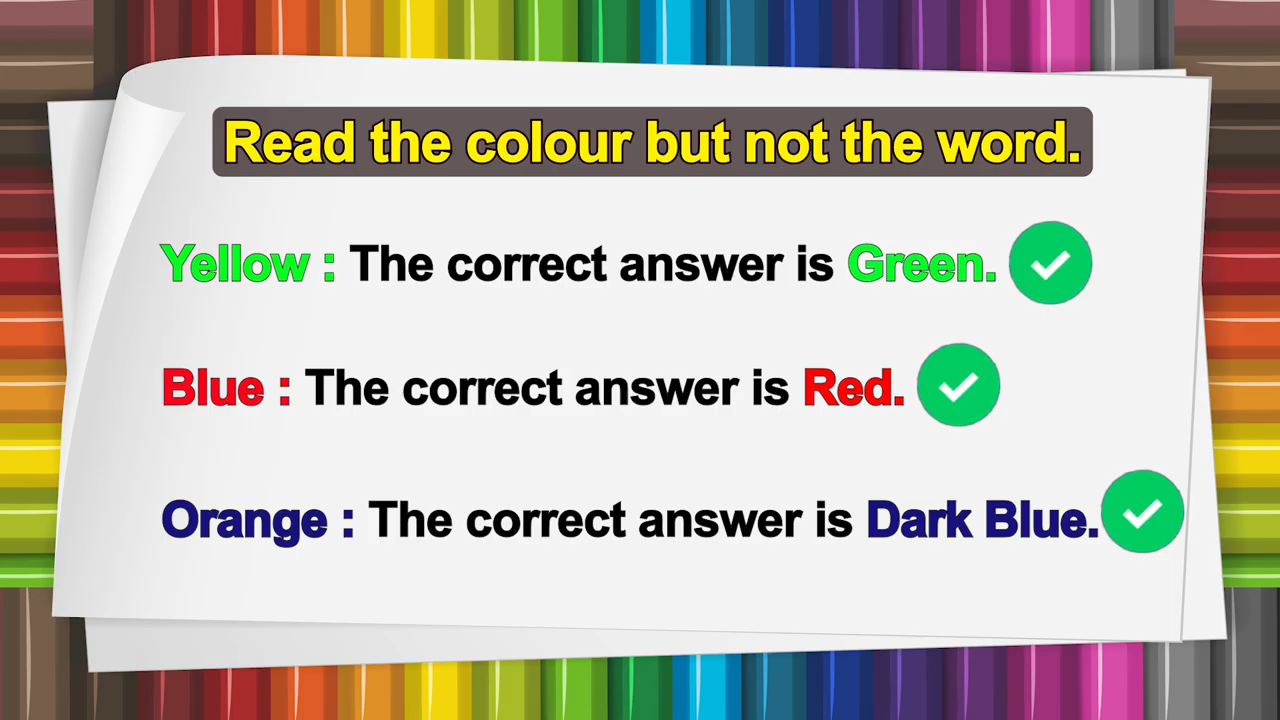 Read the colour but not the word.
Yellow : The correct answer is Green.
Blue : The correct answer is Red.
Orange : The correct answer is Dark Blue.